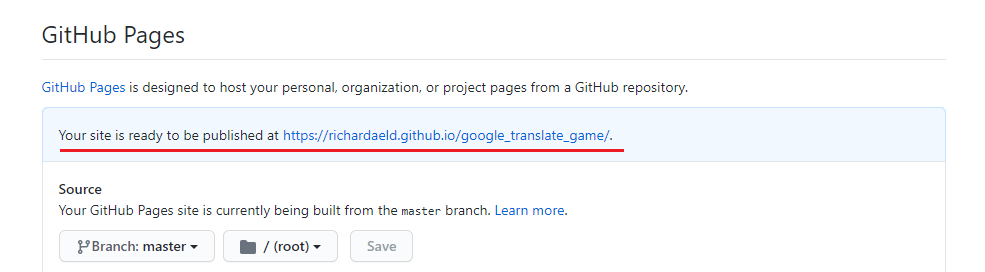 GitHub Pages
GitHub Pages is designed to host your personal, organization, or project pages from a GitHub repository.
Your site is ready to be published at https://richardaeld.github.io/google_translate_game/.
Source
Your GitHub Pages site is currently being built from the master branch. Learn more.
Branch: master / (root) Save